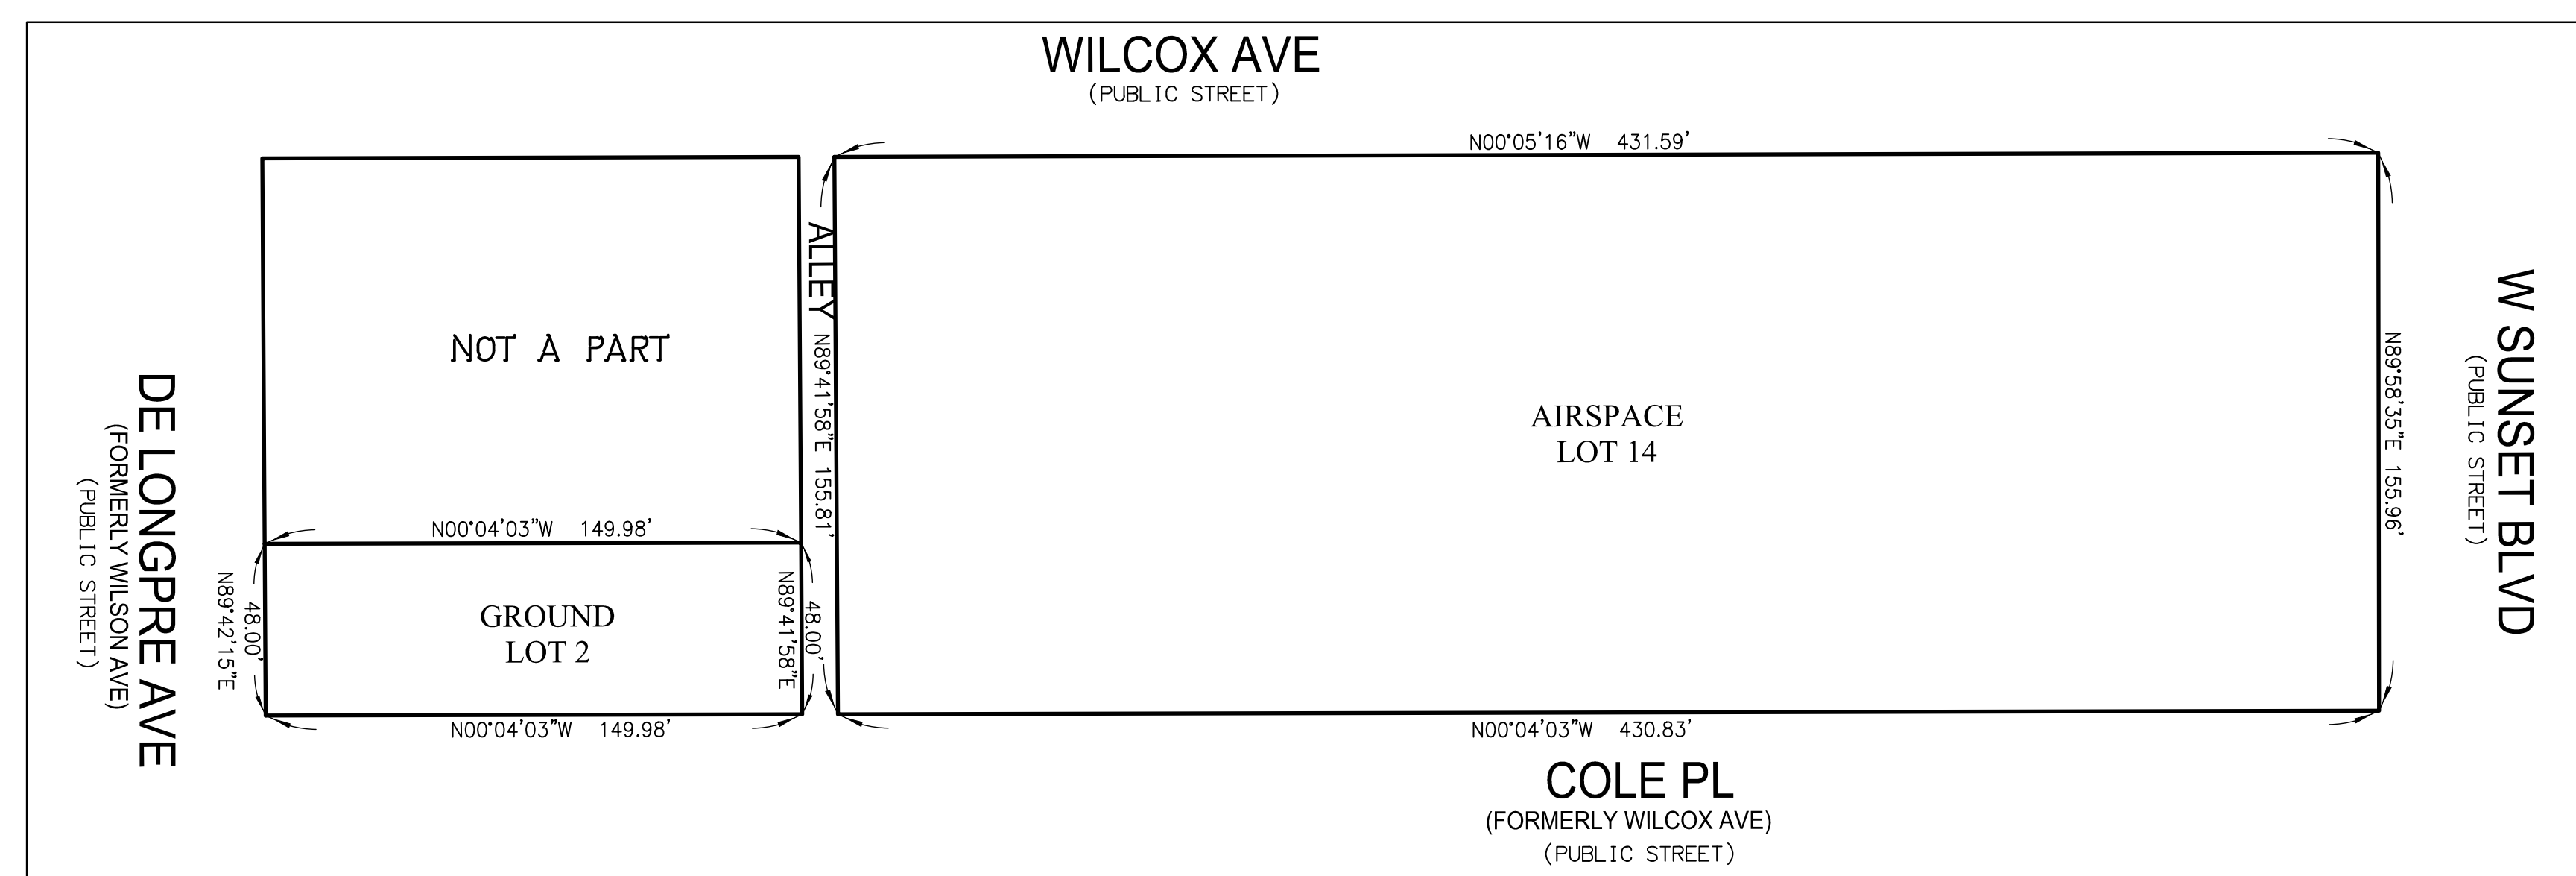 WILCOX AVE
(PUBLIC STREET)
N00°05'16"W 431.59'
ALLEY
N89°41'58"E 155.81'
NOT A PART
AIRSPACE
LOT 14
N89°58'35"E 155.96'
W SUNSET BLVD
(PUBLIC STREET)
DE LONGPRE AVE
(FORMERLY WILSON AVE)
(PUBLIC STREET)
N00°04'03"W 149.98'
N89°42'15"E
48.00'
GROUND
LOT 2
N89°41'58"E
48.00'
N00°04'03"W 149.98'
N00°04'03"W 430.83'
COLE PL
(FORMERLY WILCOX AVE)
(PUBLIC STREET)